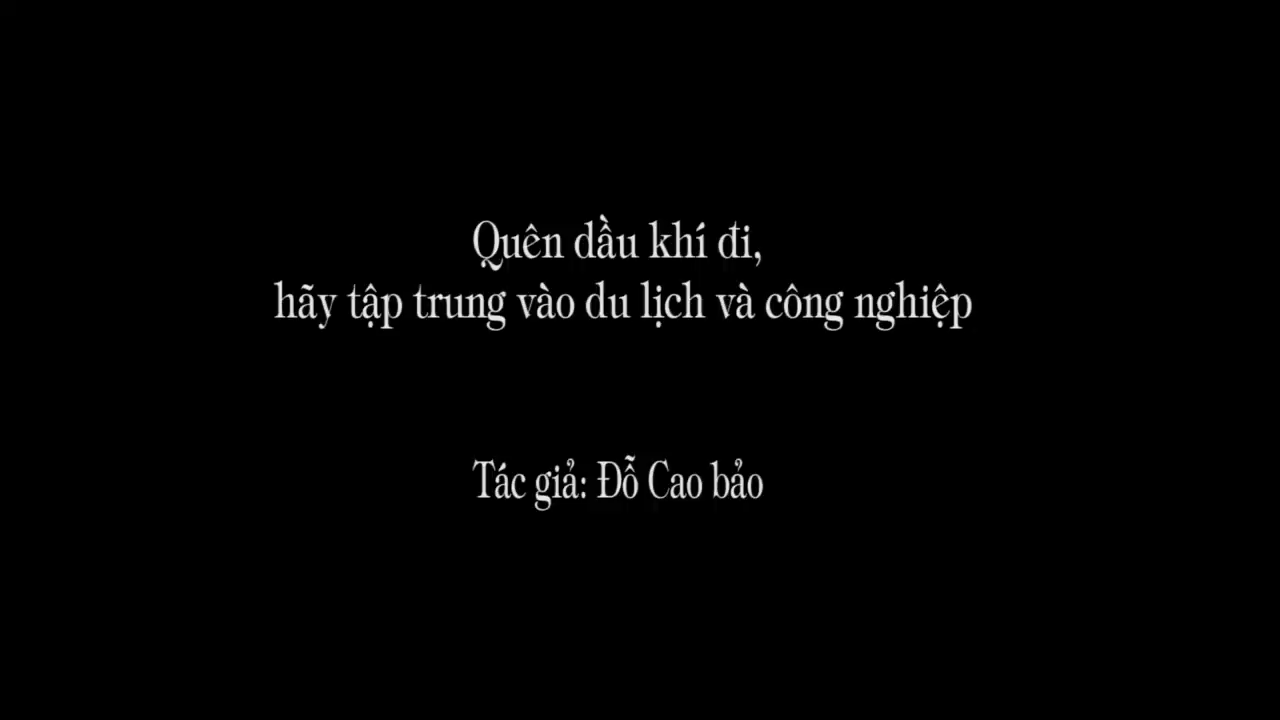 Quên dầu khí đi,
hãy tập trung vào du lịch và công nghiệp
Tác giả: Đỗ Cao bảo